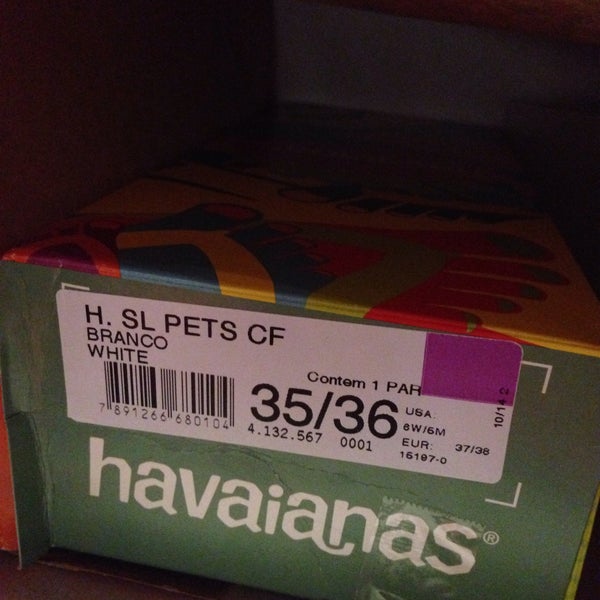 H. SL PETS CF
BRANCO
WHITE
Contem 1 PAR
35/36
USA:
6W/5M
EUR: 37/38
16197-0
7 891266 680104
4.132.567 0001
10/14 2
havaianas®